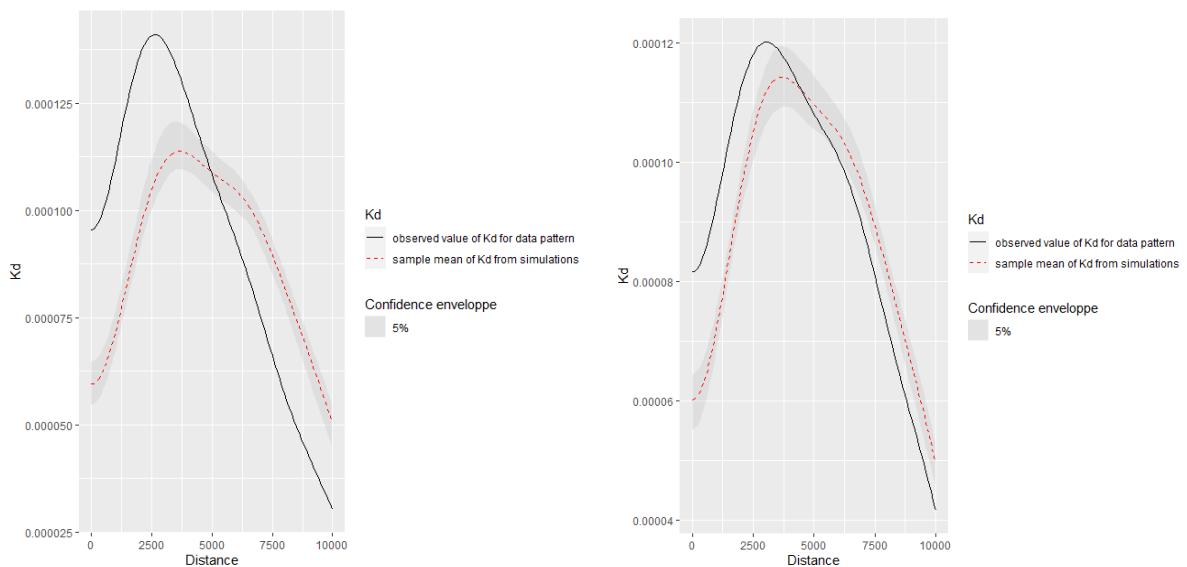 0.000125
0.000100
0.000075
0.000050
0.000025
Kd
0
2500
5000
7500
10000
Distance
Kd
observed value of Kd for data pattern
sample mean of Kd from simulations
Confidence enveloppe
5%
0.00012
0.00010
0.00008
0.00006
0.00004
Kd
0
2500
5000
7500
10000
Distance
Kd
observed value of Kd for data pattern
sample mean of Kd from simulations
Confidence enveloppe
5%